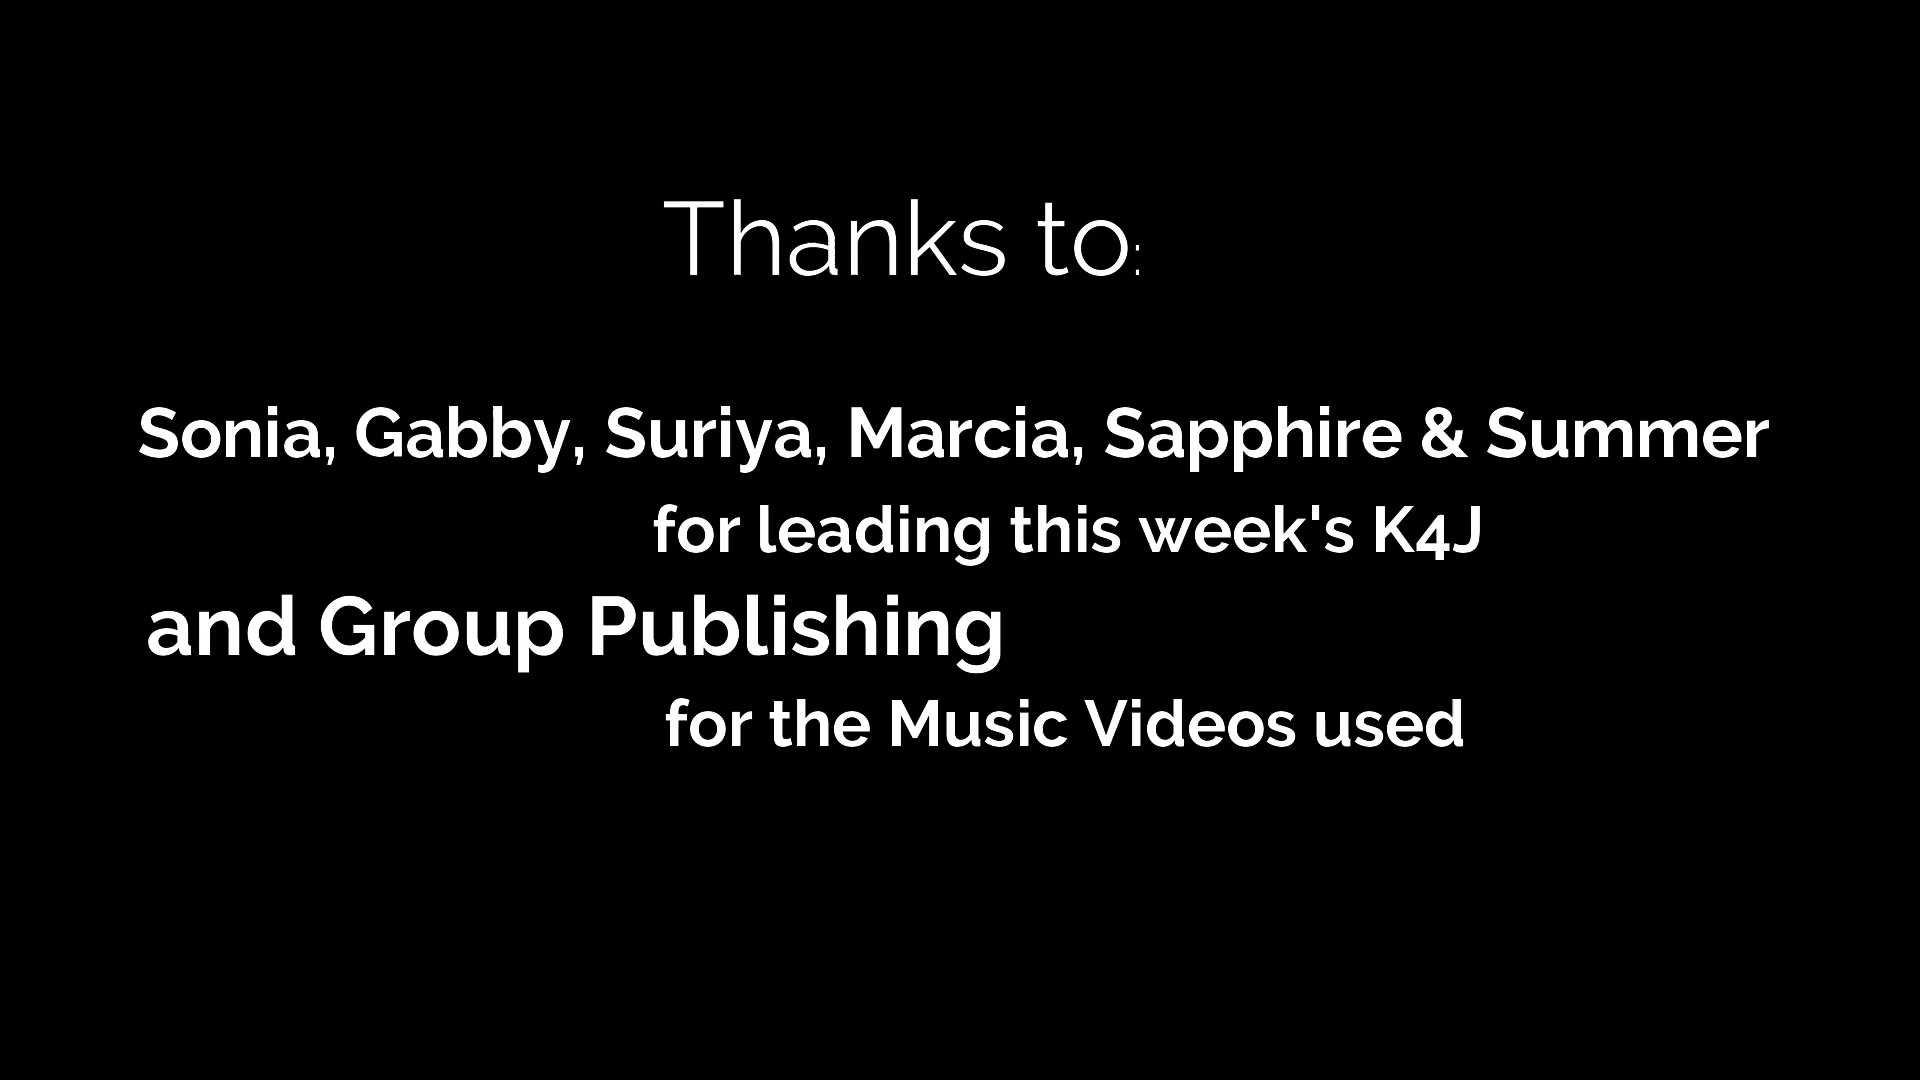 Thanks to:
Sonia, Gabby, Suriya, Marcia, Sapphire & Summer
for leading this week's K4J
and Group Publishing
for the Music Videos used